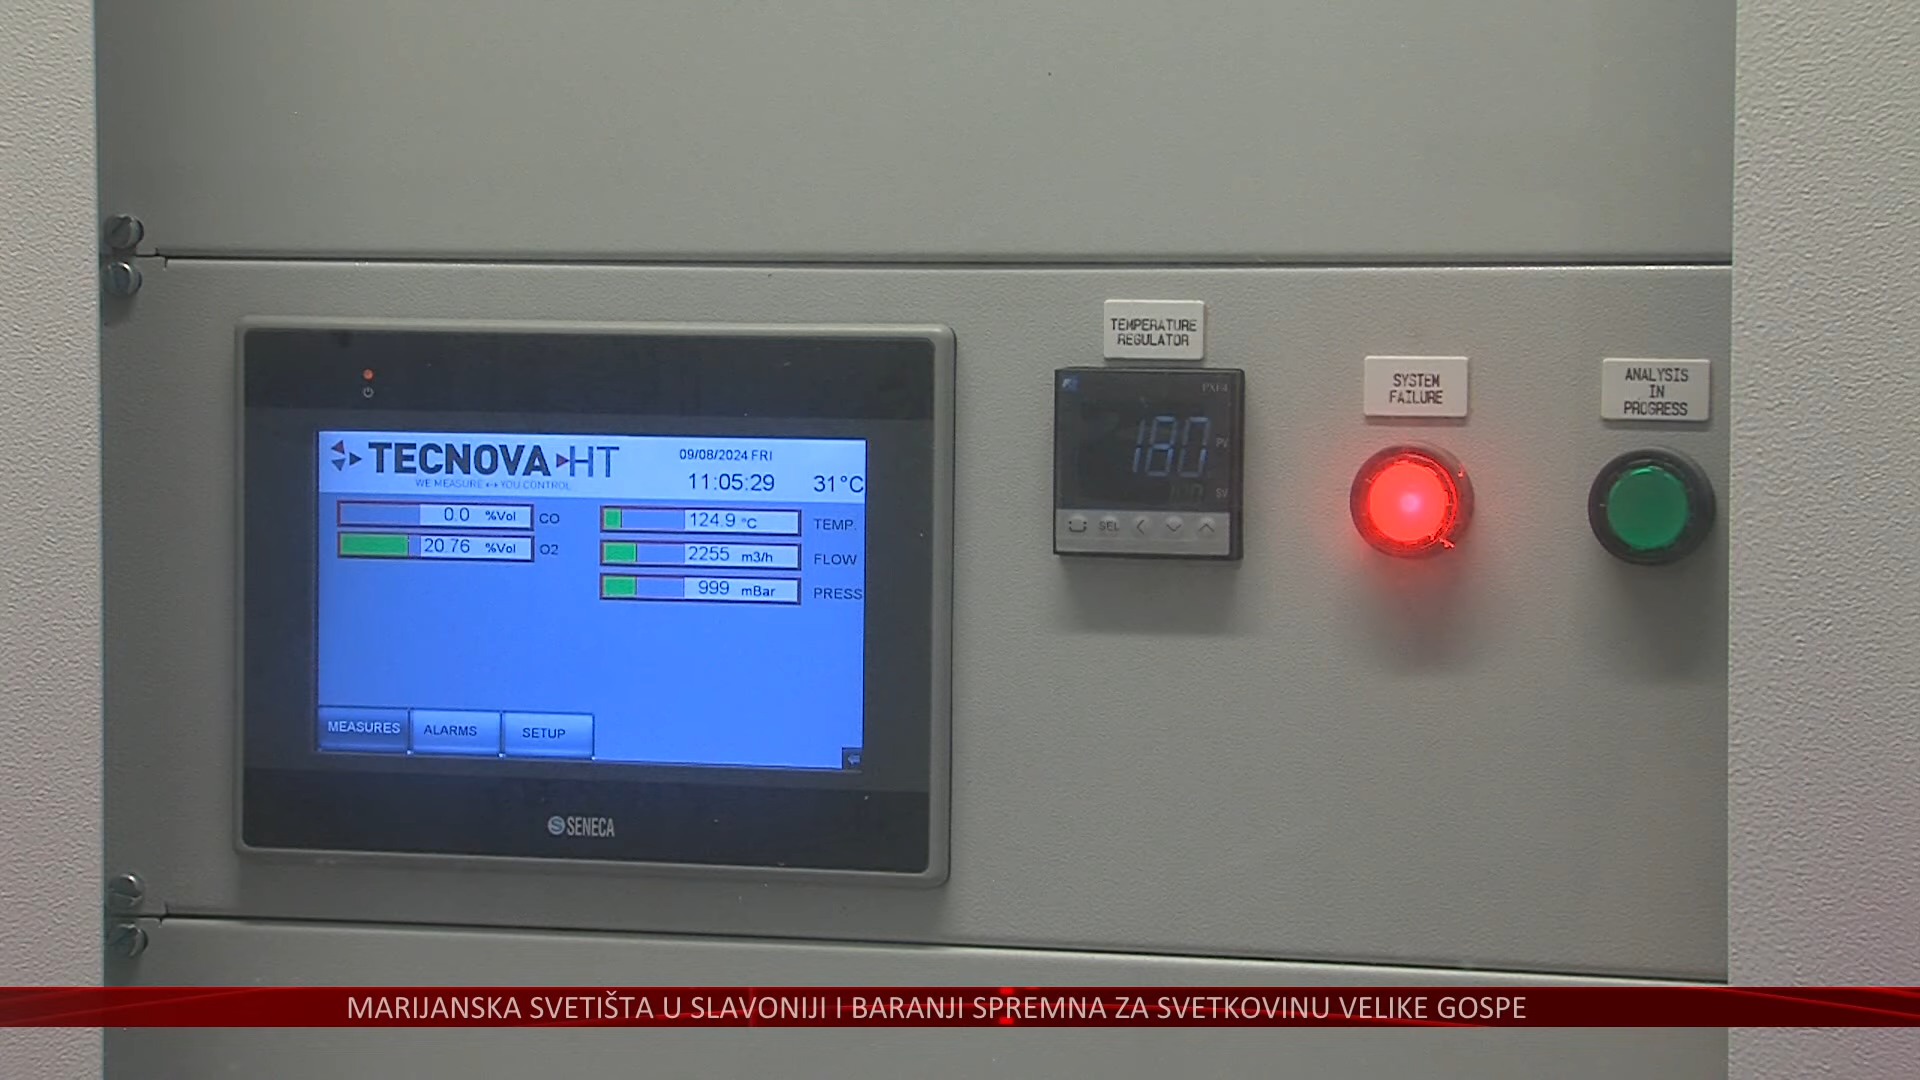 TECNOVA HT
WE MEASURE YOU CONTROL
09/08/2024 FRI
11:05:29
31°C
0.0 %Vol CO
20.76 %Vol O2
124.9 °C TEMP.
2255 m3/h FLOW
999 mBar PRESS
MEASURES
ALARMS
SETUP
SENECA
TEMPERATURE
REGULATOR
PXF4
180 PV
SV
SEL
SYSTEM
FAILURE
ANALYSIS
IN
PROGRESS
MARIJANSKA SVETIŠTA U SLAVONIJI I BARANJI SPREMNA ZA SVETKOVINU VELIKE GOSPE